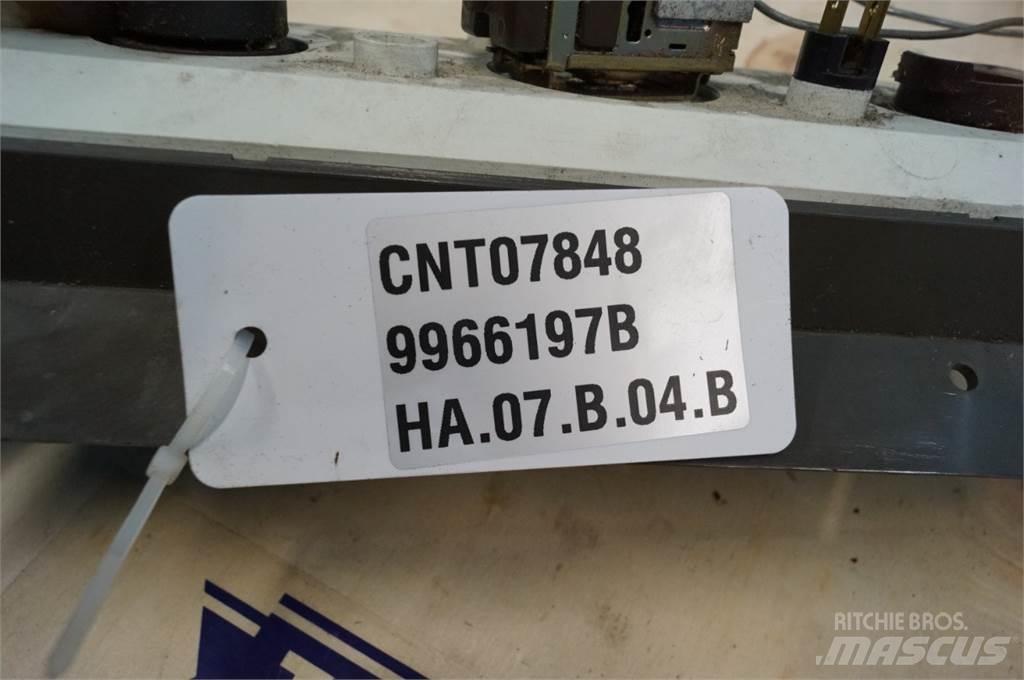 CNT07848
9966197B
HA.07.B.04.B
RITCHIE BROS.
MASCUS